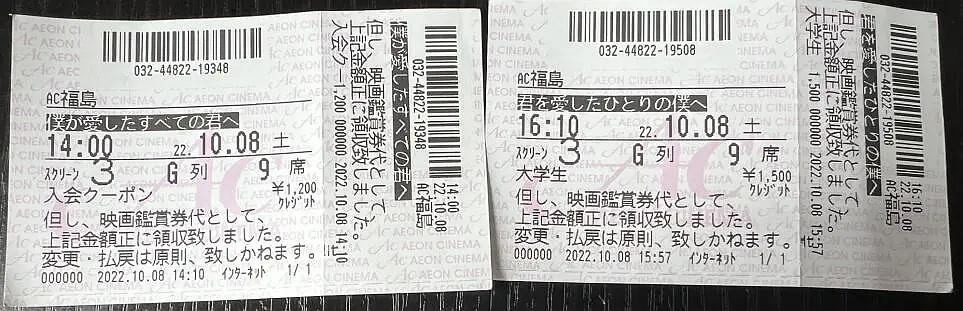 032-44822-19348
AC福島
僕が愛したすべての君へ
14:00 22.10.08 土
スクリーン 3 G 列 9 席
¥1,200
入会クーポン クレジット
但し、映画鑑賞券代として、
上記金額正に領収致しました。
変更・払戻は原則、致しかねます。
000000 2022.10.08 14:10 インターネット 1/1
032-44822-19348
14:00
22.10.08
AC福島
僕が愛したすべての君へ
但し、映画鑑賞券代として
上記金額正に領収致しました。
入会クーポン 1,200 000000 2022.10.08 14:10
AEON CINEMA
032-44822-19508
AC福島
君を愛したひとりの僕へ
16:10 22.10.08 土
スクリーン 3 G 列 9 席
¥1,500
大学生 クレジット
但し、映画鑑賞券代として、
上記金額正に領収致しました。
変更・払戻は原則、致しかねます。
000000 2022.10.08 15:57 インターネット 1/1
032-44822-19508
16:10
22.10.08
AC福島
君を愛したひとりの僕へ
但し、映画鑑賞券代として
上記金額正に領収致しました。
大学生 1,500 000000 2022.10.08 15:57
AEON CINEMA